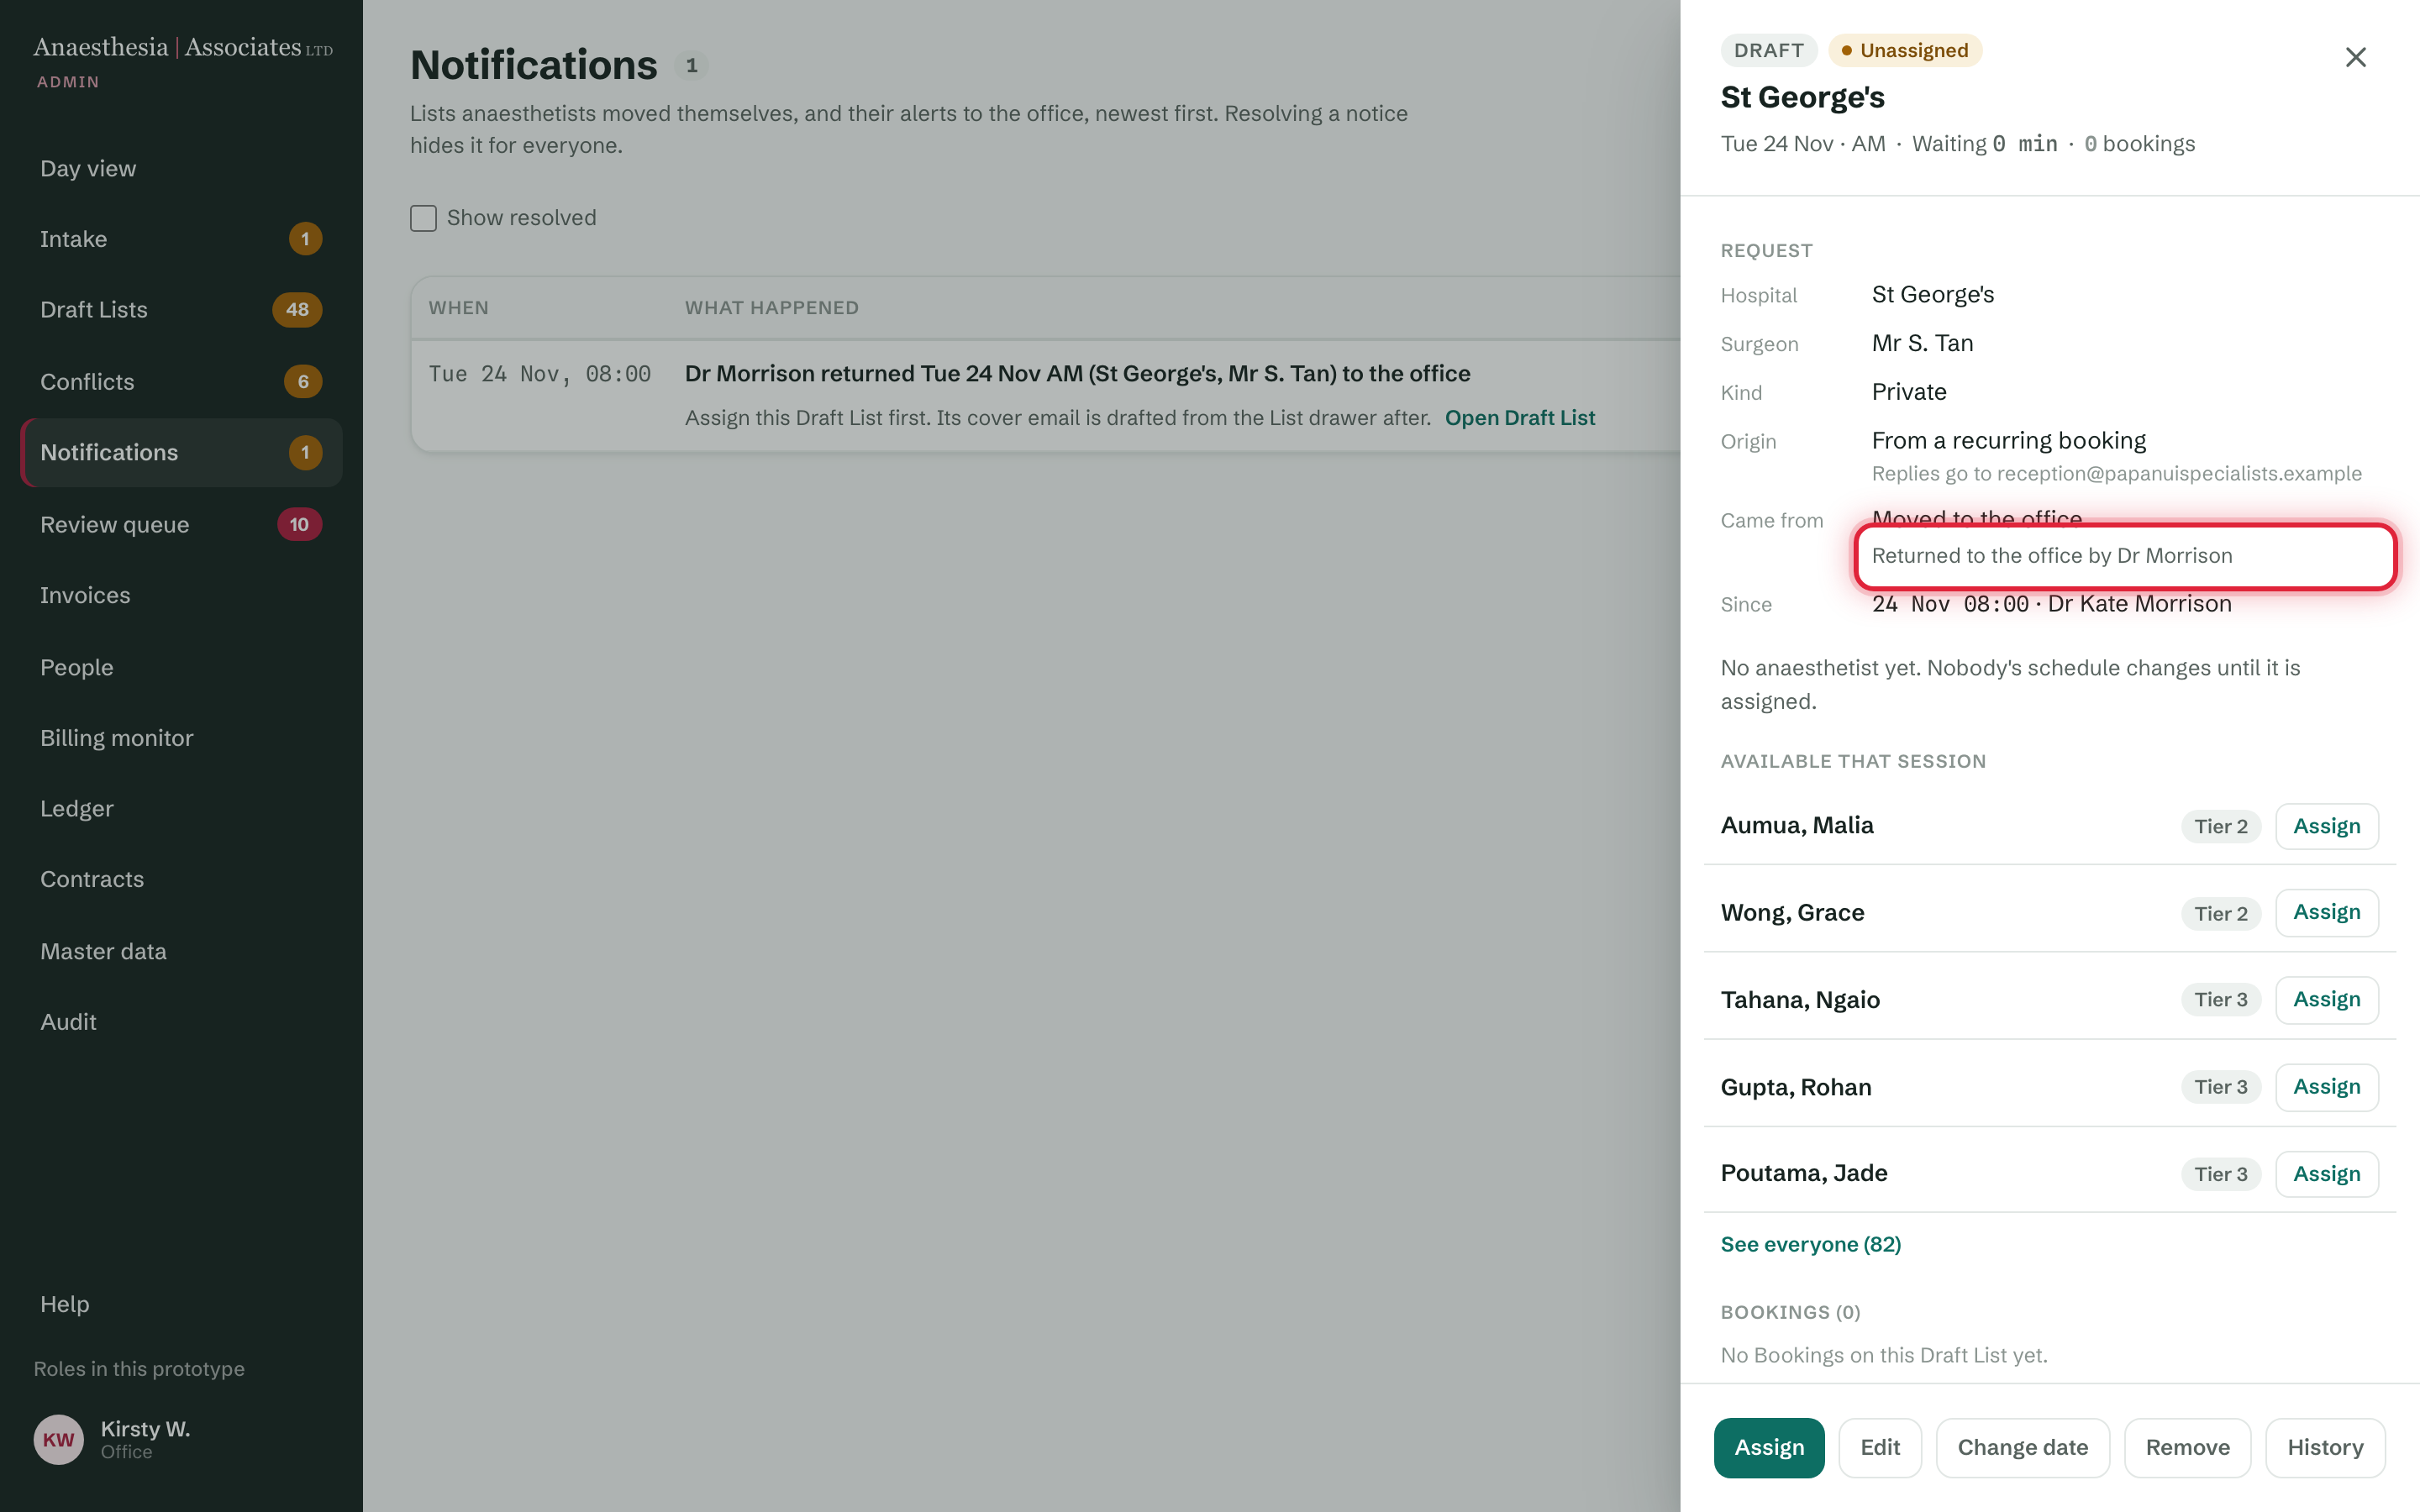 Anaesthesia | Associates LTD
ADMIN
Day view
Intake 1
Draft Lists 48
Conflicts 6
Notifications 1
Review queue 10
Invoices
People
Billing monitor
Ledger
Contracts
Master data
Audit
Help
Roles in this prototype
KW
Kirsty W.
Office
Notifications 1
Lists anaesthetists moved themselves, and their alerts to the office, newest first. Resolving a notice
hides it for everyone.
Show resolved
WHEN WHAT HAPPENED
Tue 24 Nov, 08:00 Dr Morrison returned Tue 24 Nov AM (St George's, Mr S. Tan) to the office
Assign this Draft List first. Its cover email is drafted from the List drawer after. Open Draft List
DRAFT Unassigned
St George's
Tue 24 Nov · AM · Waiting 0 min · 0 bookings
REQUEST
Hospital St George's
Surgeon Mr S. Tan
Kind Private
Origin From a recurring booking
Replies go to reception@papanuispecialists.example
Came from Moved to the office
Returned to the office by Dr Morrison
Since 24 Nov 08:00 · Dr Kate Morrison
No anaesthetist yet. Nobody's schedule changes until it is
assigned.
AVAILABLE THAT SESSION
Aumua, Malia Tier 2 Assign
Wong, Grace Tier 2 Assign
Tahana, Ngaio Tier 3 Assign
Gupta, Rohan Tier 3 Assign
Poutama, Jade Tier 3 Assign
See everyone (82)
BOOKINGS (0)
No Bookings on this Draft List yet.
Assign Edit Change date Remove History